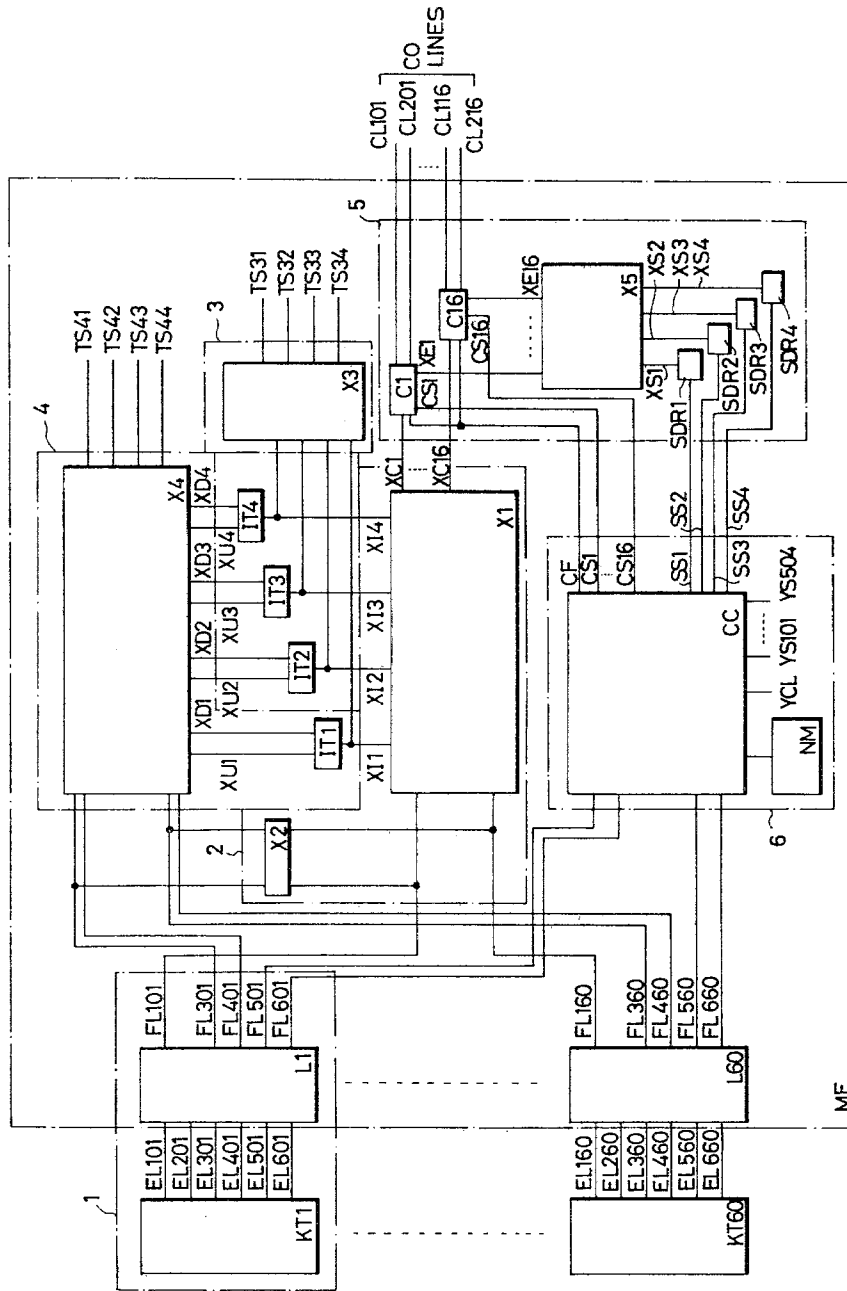 1
EL101
EL201
EL301
EL401
EL501
EL601
KT1
FL101
FL301
FL401
FL501
FL601
L1
EL160
EL260
EL360
EL460
EL560
EL660
KT60
FL160
FL360
FL460
FL560
FL660
L60
ME
2
X2
4
X4
TS41
TS42
TS43
TS44
XU1
XD1
XU2
XD2
XU3
XD3
XU4
XD4
IT1
IT2
IT3
IT4
3
X3
TS31
TS32
TS33
TS34
XI1
XI2
XI3
XI4
X1
XC1
XC16
5
C1
CS1
XE1
C16
CS16
XE16
X5
XS1
XS2
XS3
XS4
SDR1
SDR2
SDR3
SDR4
CL101
CL201
CL116
CL216
CO
LINES
6
CF
CS1
CS16
SS1
SS2
SS3
SS4
CC
NM
YCL
YS101
YS504